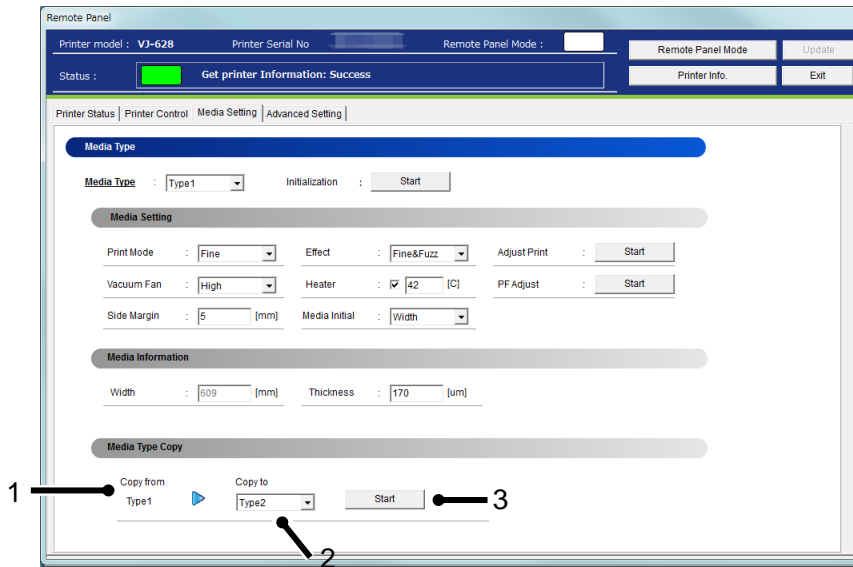 Remote Panel
Printer model : VJ-628 Printer Serial No Remote Panel Mode :
Remote Panel Mode Update
Status : Get printer Information: Success
Printer Info. Exit
Printer Status Printer Control Media Setting Advanced Setting
Media Type
Media Type : Type1 Initialization : Start
Media Setting
Print Mode : Fine Effect : Fine&Fuzz Adjust Print : Start
Vacuum Fan : High Heater : 42 [C] PF Adjust : Start
Side Margin : 5 [mm] Media Initial : Width
Media Information
Width : 609 [mm] Thickness : 170 [um]
Media Type Copy
Copy from Copy to
1 Type1 Type2 Start 3
2